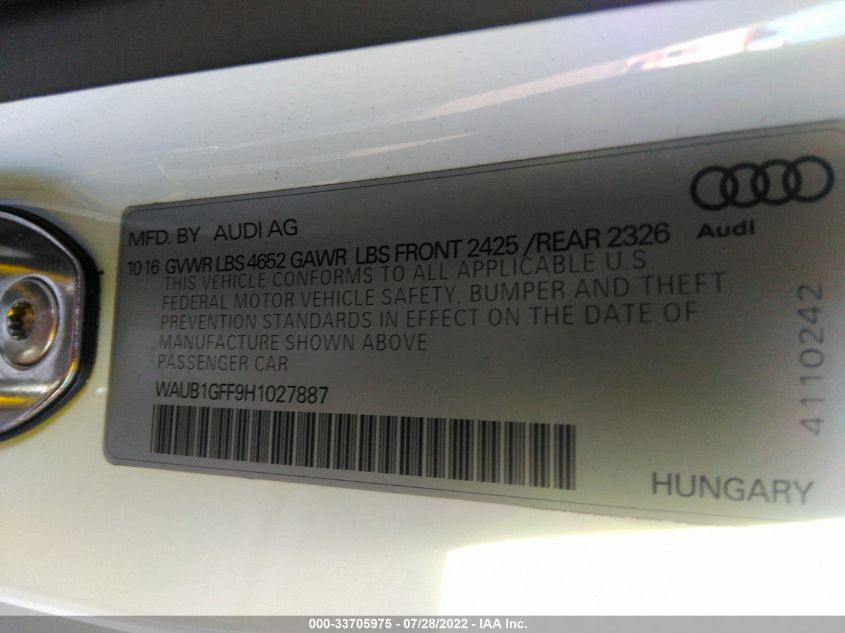 MFD. BY AUDI AG
10 16 GVWR LBS 4652 GAWR LBS FRONT 2425 /REAR 2326
THIS VEHICLE CONFORMS TO ALL APPLICABLE U S
FEDERAL MOTOR VEHICLE SAFETY, BUMPER AND THEFT
PREVENTION STANDARDS IN EFFECT ON THE DATE OF
MANUFACTURE SHOWN ABOVE
PASSENGER CAR
WAUB1GFF9H1027887
Audi
4110242
HUNGARY
000-33705975 - 07/28/2022 - IAA Inc.